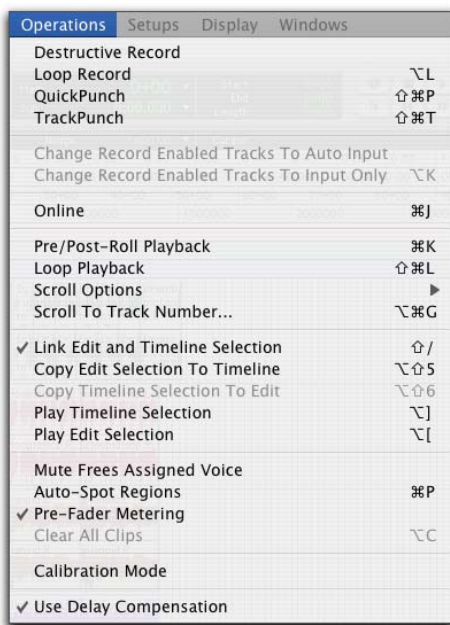 Operations Setups Display Windows
Destructive Record
Loop Record ⌥L
QuickPunch ⇧⌘P
TrackPunch ⇧⌘T
Change Record Enabled Tracks To Auto Input
Change Record Enabled Tracks To Input Only ⌥K
Online ⌘J
Pre/Post-Roll Playback ⌘K
Loop Playback ⇧⌘L
Scroll Options ▶
Scroll To Track Number... ⌥⌘G
✓ Link Edit and Timeline Selection ⇧/
Copy Edit Selection To Timeline ⌥⇧5
Copy Timeline Selection To Edit ⌥⇧6
Play Timeline Selection ⌥]
Play Edit Selection ⌥[
Mute Frees Assigned Voice
Auto-Spot Regions ⌘P
✓ Pre-Fader Metering
Clear All Clips ⌥C
Calibration Mode
✓ Use Delay Compensation